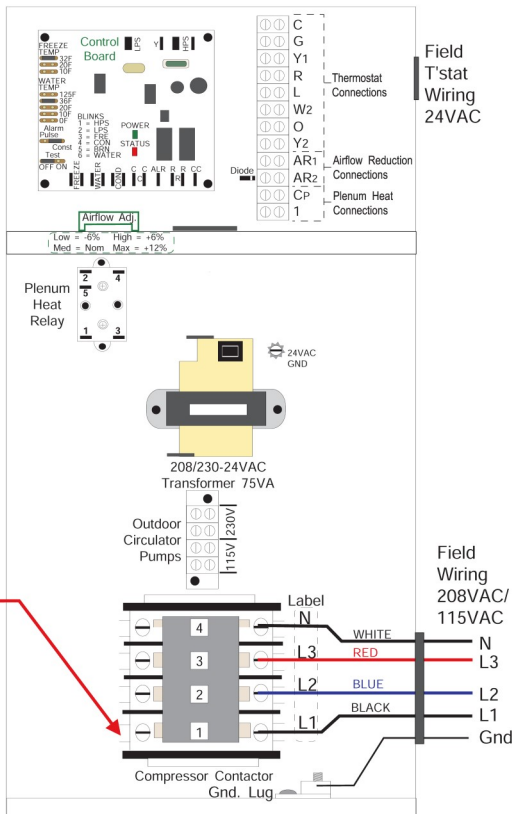 Control
Board
LPS
Y
HPS
FREEZE
TEMP
32F
20F
10F
WATER
TEMP
125F
36F
20F
10F
0F
Alarm
Pulse
Const
Test
OFF ON
BLINKS
1 = HPS
2 = LPS
3 = FRE
4 = CON
5 = BRN
6 = WATER
POWER
STATUS
FREEZE
WATER
COND
C C ALR R R CC
O R
Diode
C
G
Y1
R
L
W2
O
Y2
AR1
AR2
CP
1
Thermostat
Connections
Airflow Reduction
Connections
Plenum Heat
Connections
Field
T'stat
Wiring
24VAC
Airflow Adj.
Low = -6% High = +6%
Med = Nom Max = +12%
Plenum
Heat
Relay
2 4
5
1 3
24VAC
GND
208/230-24VAC
Transformer 75VA
Outdoor
Circulator
Pumps
115V 230V
Field
Wiring
208VAC/
115VAC
Label
4 N WHITE N
3 L3 RED L3
2 L2 BLUE L2
1 L1 BLACK L1
Gnd
Compressor Contactor
Gnd. Lug